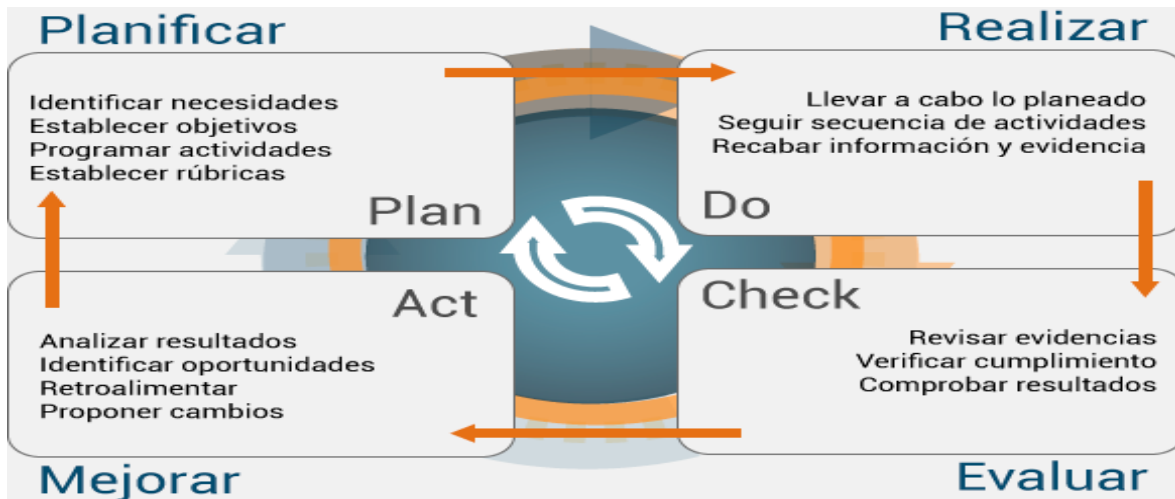 Planificar
Identificar necesidades
Establecer objetivos
Programar actividades
Establecer rúbricas
Plan
Realizar
Llevar a cabo lo planeado
Seguir secuencia de actividades
Recabar información y evidencia
Do
Check
Revisar evidencias
Verificar cumplimiento
Comprobar resultados
Evaluar
Act
Analizar resultados
Identificar oportunidades
Retroalimentar
Proponer cambios
Mejorar